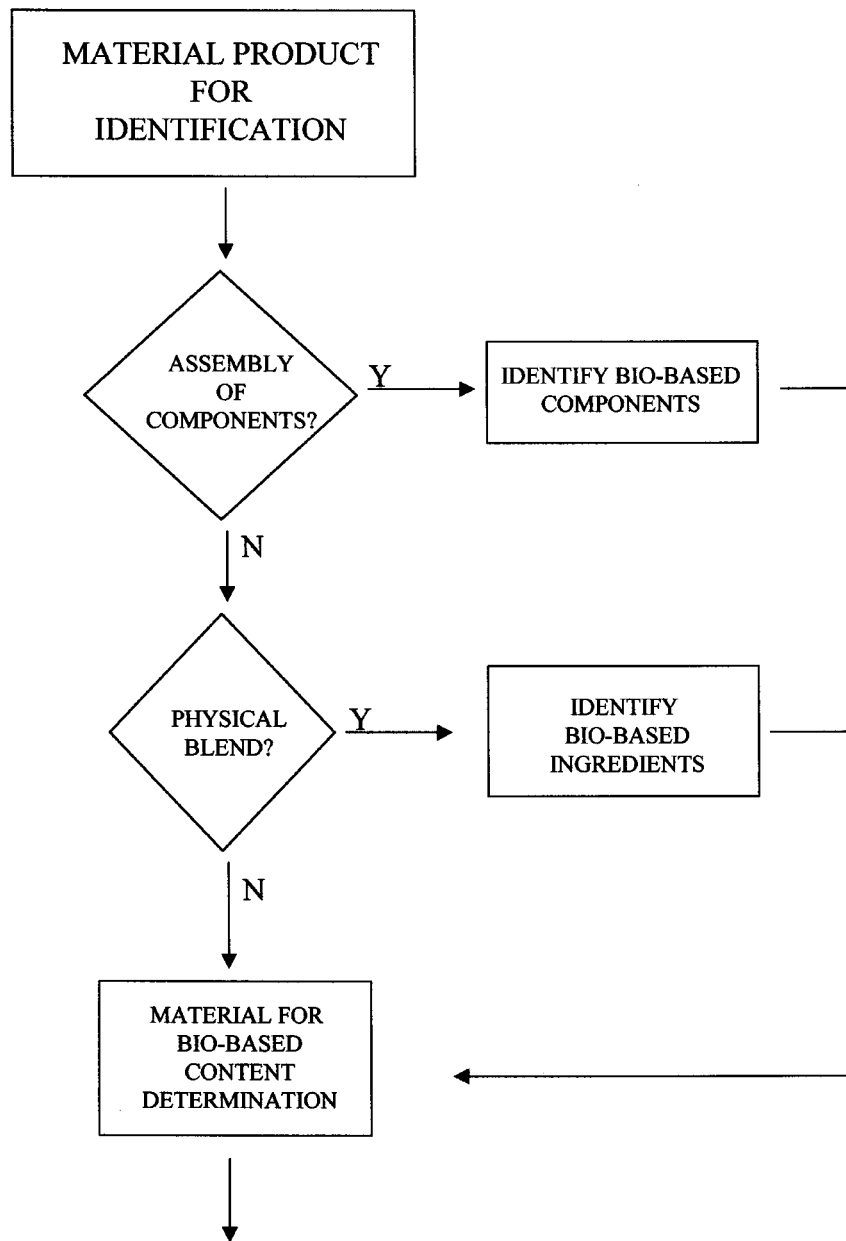 MATERIAL PRODUCT
FOR
IDENTIFICATION
ASSEMBLY
OF
COMPONENTS?
Y
IDENTIFY BIO-BASED
COMPONENTS
N
PHYSICAL
BLEND?
Y
IDENTIFY
BIO-BASED
INGREDIENTS
N
MATERIAL FOR
BIO-BASED
CONTENT
DETERMINATION